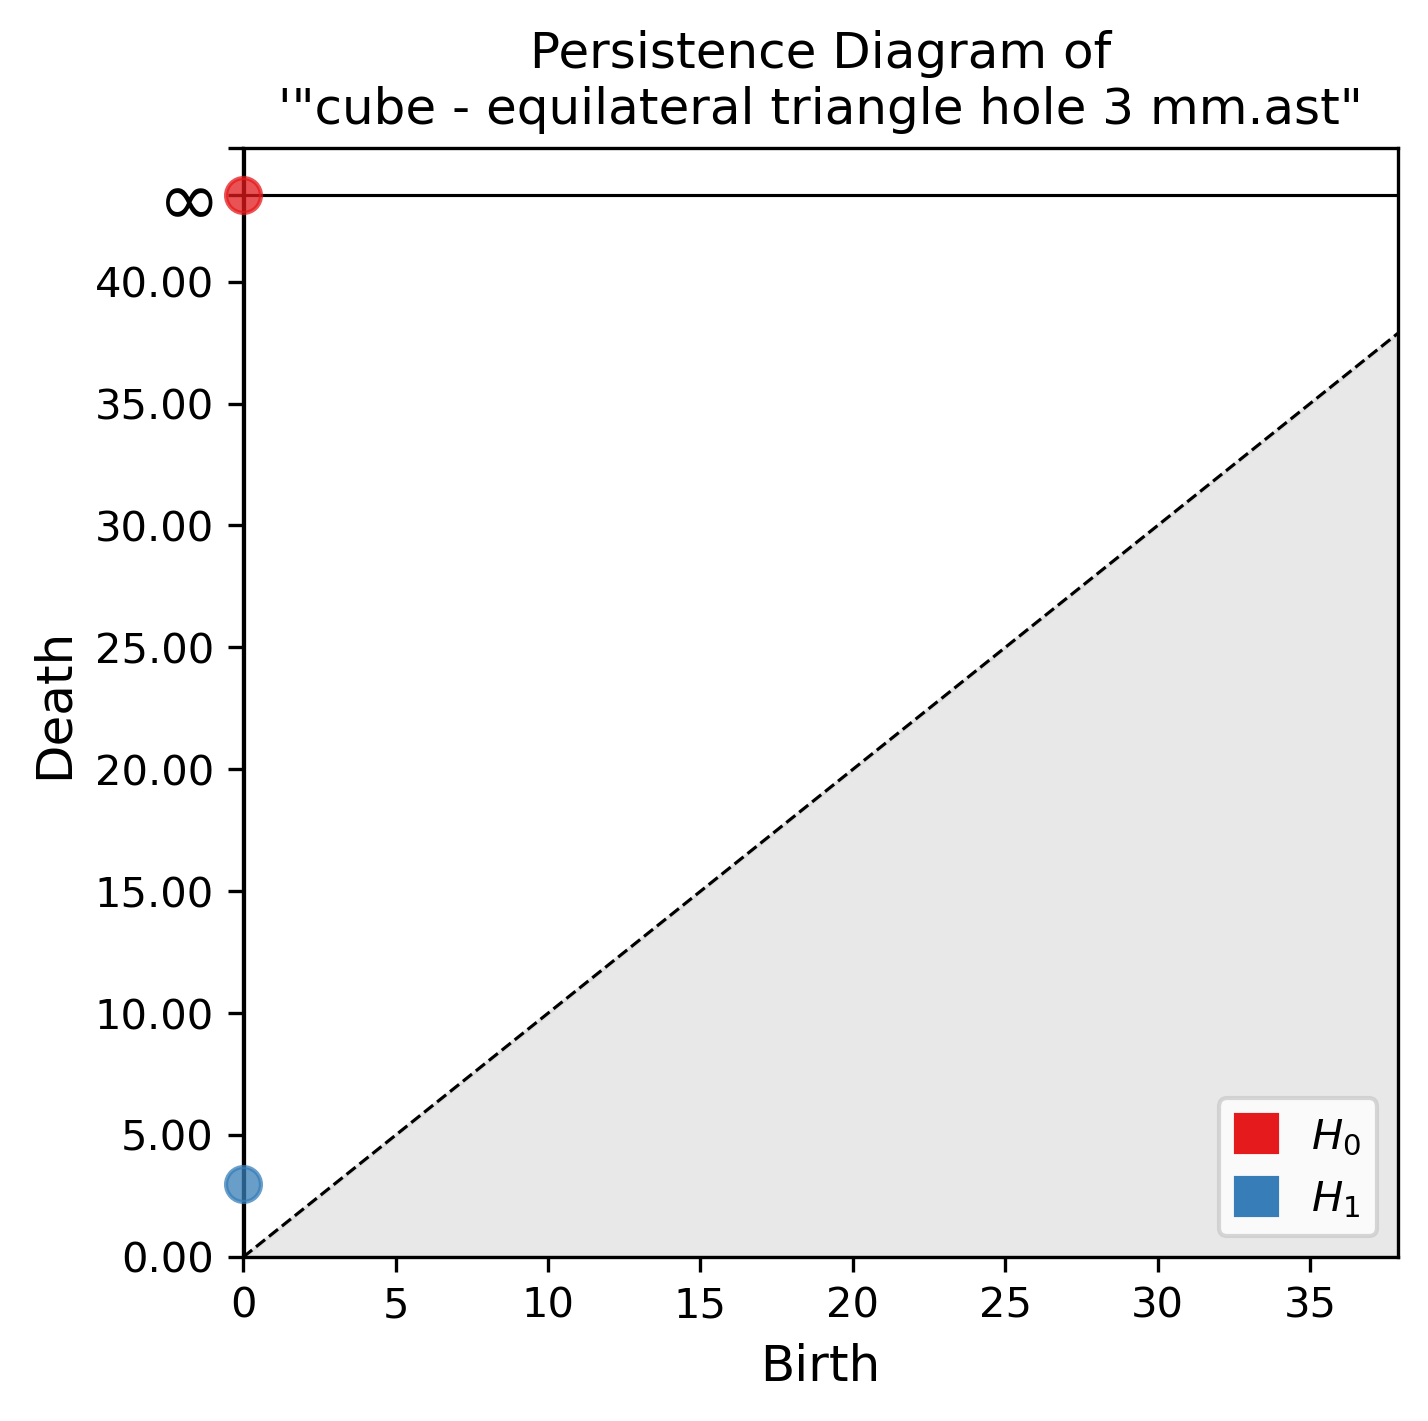 Persistence Diagram of
'"cube - equilateral triangle hole 3 mm.ast"
∞
40.00
35.00
30.00
25.00
20.00
15.00
10.00
5.00
0.00
Death
0 5 10 15 20 25 30 35
Birth
H₀
H₁